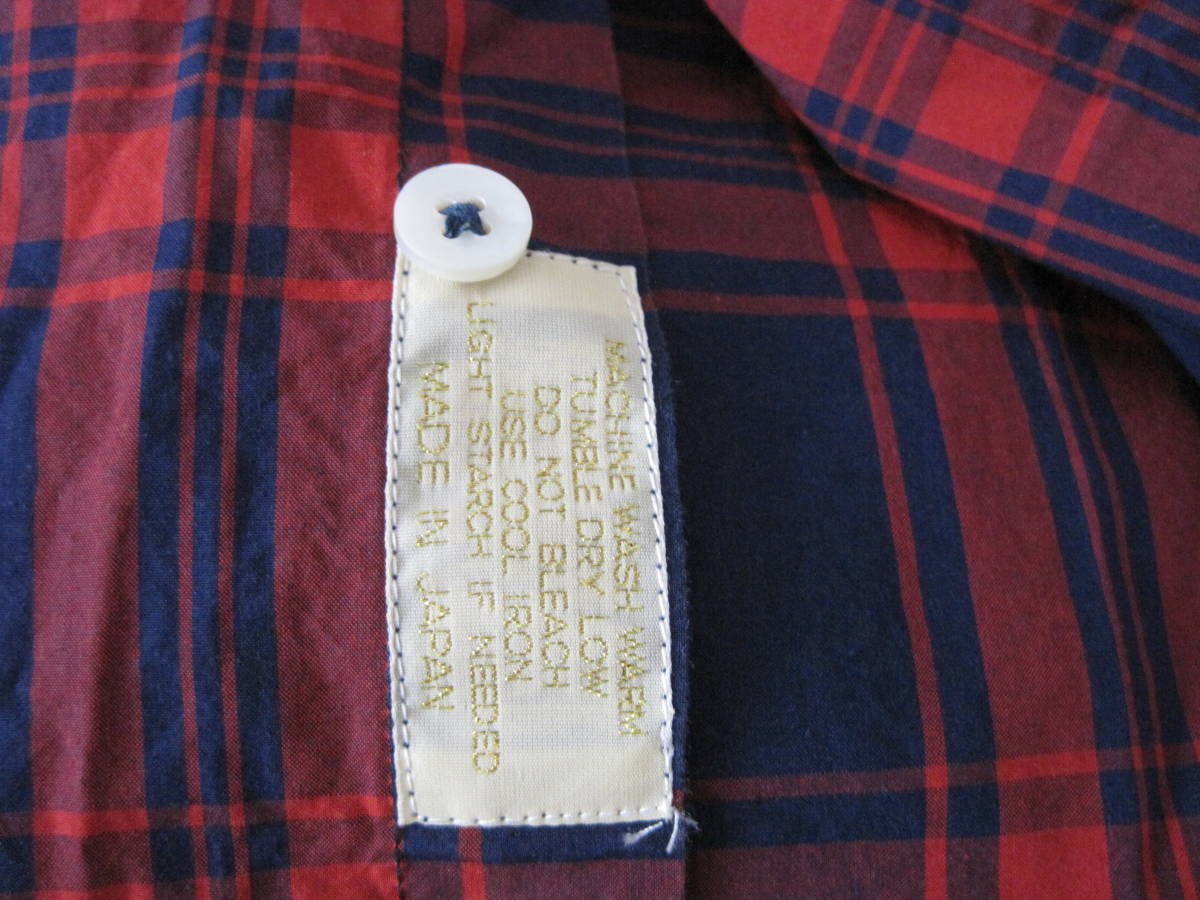 MACHINE WASH WARM
TUMBLE DRY LOW
DO NOT BLEACH
USE COOL IRON
LIGHT STARCH IF NEEDED
MADE IN JAPAN